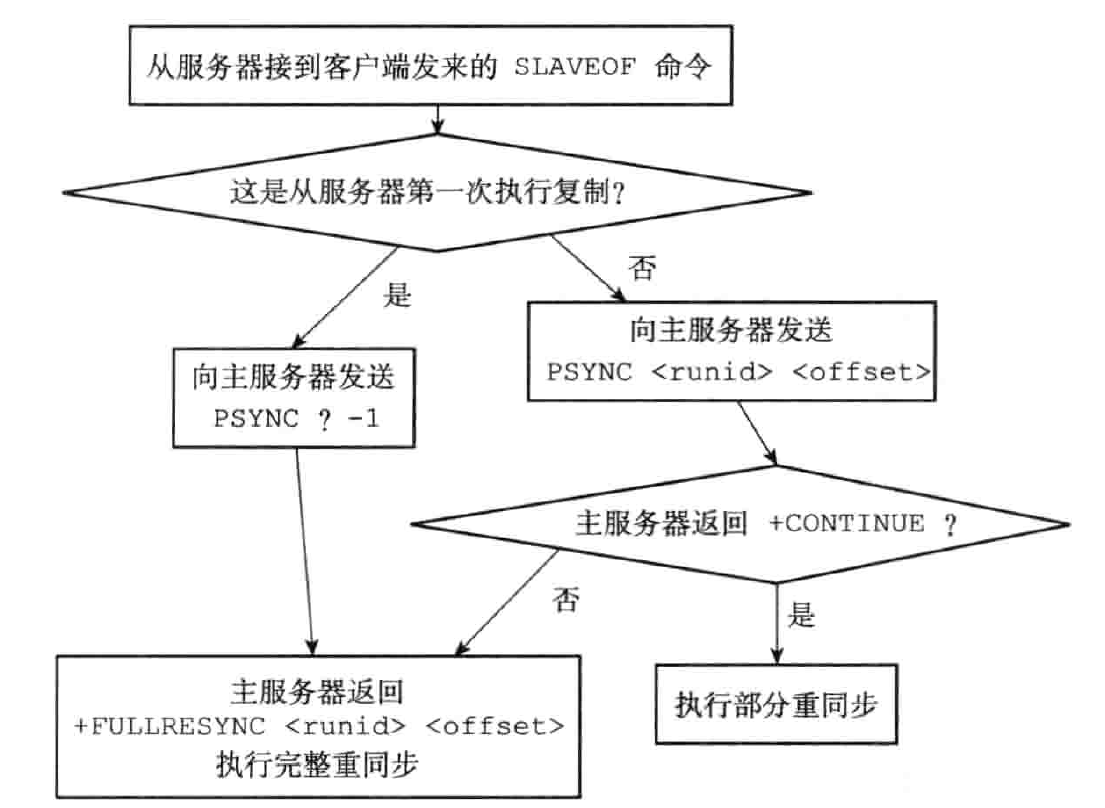 从服务器接到客户端发来的 SLAVEOF 命令
这是从服务器第一次执行复制？
是
否
向主服务器发送
PSYNC ? -1
向主服务器发送
PSYNC <runid> <offset>
主服务器返回 +CONTINUE ?
否
是
主服务器返回
+FULLRESYNC <runid> <offset>
执行完整重同步
执行部分重同步